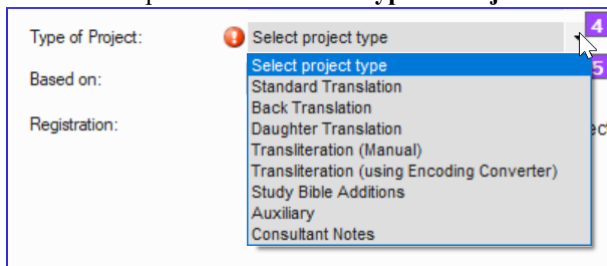 Type of Project: Select project type 4
Select project type 5
Based on: Standard Translation
Back Translation
Registration: Daughter Translation
Transliteration (Manual)
Transliteration (using Encoding Converter)
Study Bible Additions
Auxiliary
Consultant Notes